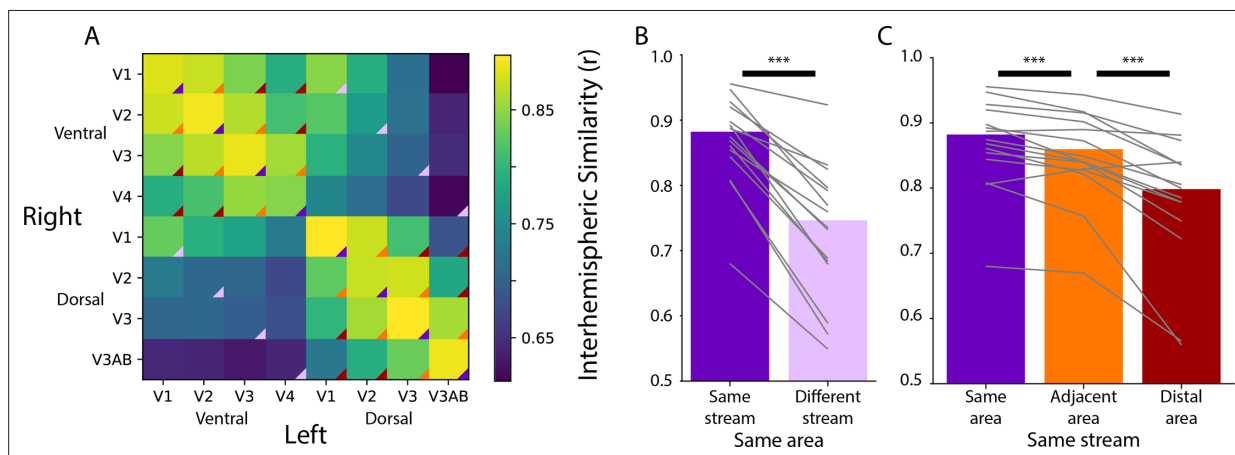 A
Right
Ventral
Dorsal
V1
V2
V3
V4
V1
V2
V3
V3AB
V1 V2 V3 V4 V1 V2 V3 V3AB
Ventral Dorsal
Left
0.85
0.75
0.65
Interhemispheric Similarity (r)
B
***
1.0
0.9
0.8
0.7
0.6
0.5
Same Different
stream stream
Same area
C
*** ***
1.0
0.9
0.8
0.7
0.6
0.5
Same Adjacent Distal
area area area
Same stream